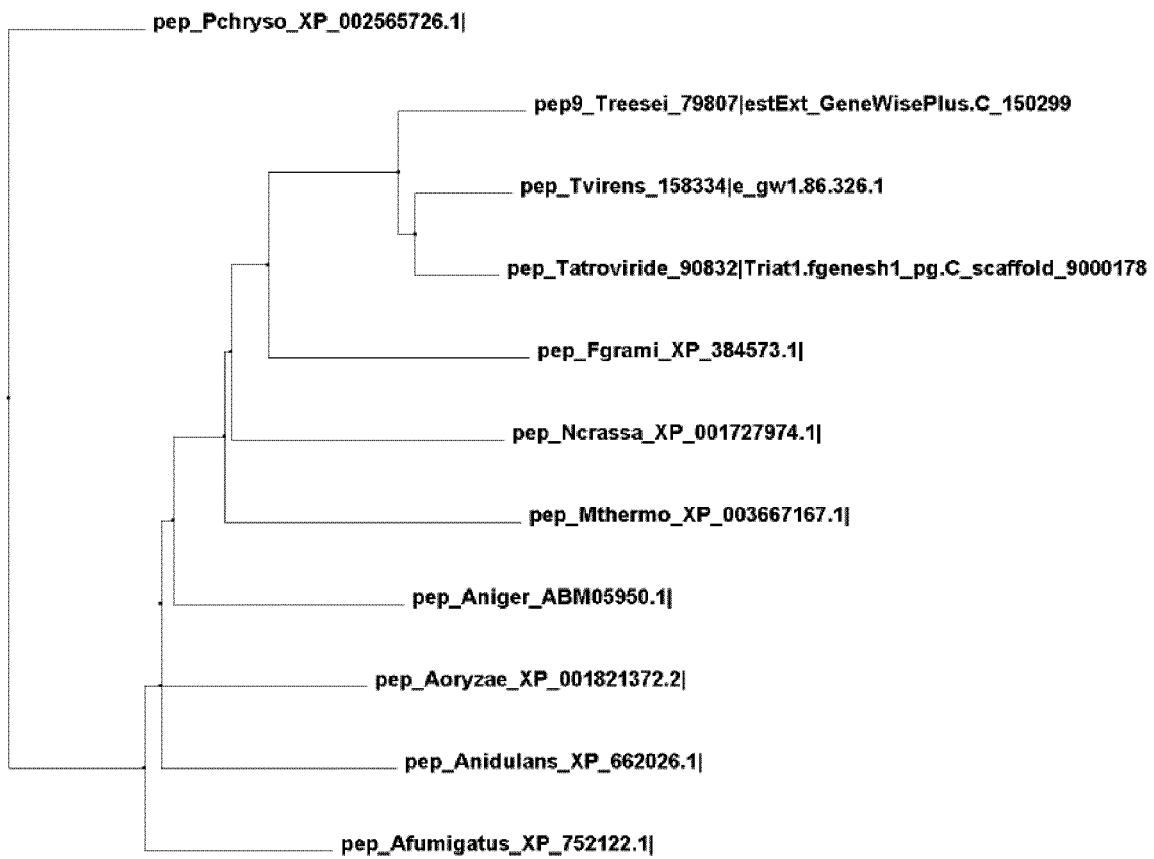 pep_Pchryso_XP_002565726.1|
pep9_Treesei_79807|estExt_GeneWisePlus.C_150299
pep_Tvirens_158334|e_gw1.86.326.1
pep_Tatroviride_90832|Triat1.fgenesh1_pg.C_scaffold_9000178
pep_Fgrami_XP_384573.1|
pep_Ncrassa_XP_001727974.1|
pep_Mthermo_XP_003667167.1|
pep_Aniger_ABM05950.1|
pep_Aoryzae_XP_001821372.2|
pep_Anidulans_XP_662026.1|
pep_Afumigatus_XP_752122.1|